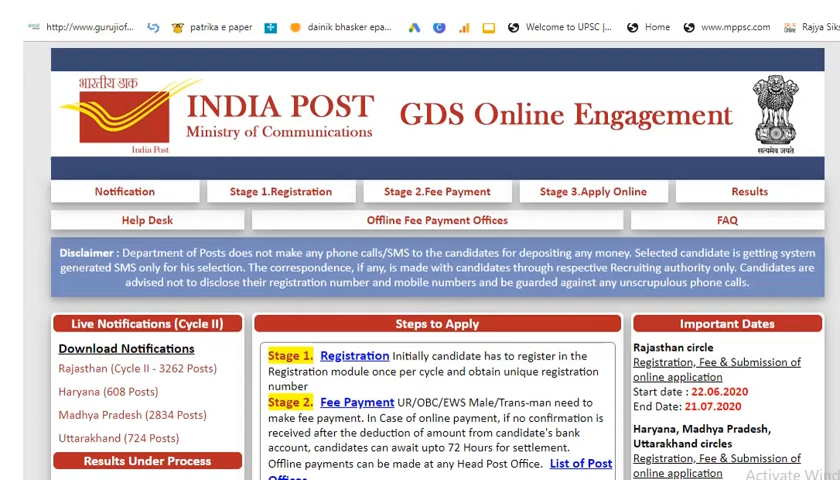 http://www.gurujiof...
patrika e paper
dainik bhasker epa...
Welcome to UPSC |...
Home
www.mppsc.com
Rajya Siks
भारतीय डाक
India Post
INDIA POST
Ministry of Communications
GDS Online Engagement
सत्यमेव जयते
Notification
Stage 1.Registration
Stage 2.Fee Payment
Stage 3.Apply Online
Results
Help Desk
Offline Fee Payment Offices
FAQ
Disclaimer : Department of Posts does not make any phone calls/SMS to the candidates for depositing any money. Selected candidate is getting system
generated SMS only for his selection. The correspondence, if any, is made with candidates through respective Recruiting authority only. Candidates are
advised not to disclose their registration number and mobile numbers and be guarded against any unscrupulous phone calls.
Live Notifications (Cycle II)
Download Notifications
Rajasthan (Cycle II - 3262 Posts)
Haryana (608 Posts)
Madhya Pradesh (2834 Posts)
Uttarakhand (724 Posts)
Results Under Process
Steps to Apply
Stage 1. Registration Initially candidate has to register in the
Registration module once per cycle and obtain unique registration
number
Stage 2. Fee Payment UR/OBC/EWS Male/Trans-man need to
make fee payment. In Case of online payment, if no confirmation is
received after the deduction of amount from candidate's bank
account, candidates can await upto 72 Hours for settlement.
Offline payments can be made at any Head Post Office. List of Post
Offices
Important Dates
Rajasthan circle
Registration, Fee & Submission of
online application
Start date : 22.06.2020
End Date: 21.07.2020
Haryana, Madhya Pradesh,
Uttarakhand circles
Registration, Fee & Submission of
online application
Activate Wind